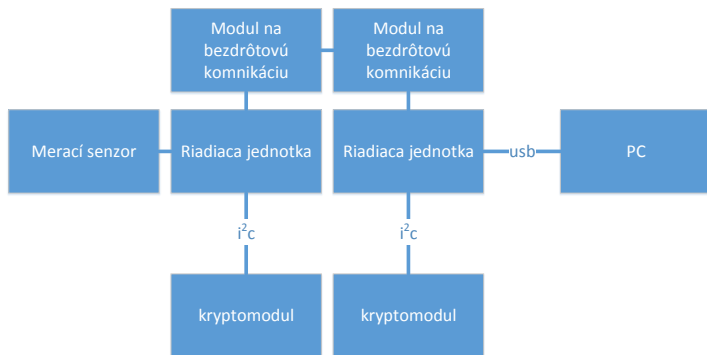 Modul na
bezdrôtovú
komnikáciu
Modul na
bezdrôtovú
komnikáciu
Merací senzor
Riadiaca jednotka
Riadiaca jednotka
usb
PC
i²c
i²c
kryptomodul
kryptomodul